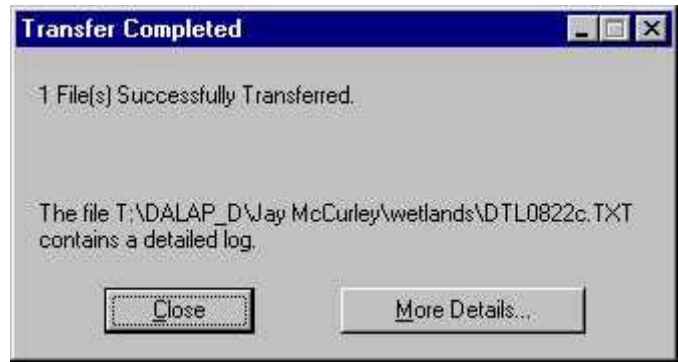 Transfer Completed
1 File(s) Successfully Transferred.
The file T:\DALAP_D\Jay McCurley\wetlands\DTL0822c.TXT
contains a detailed log.
Close
More Details...